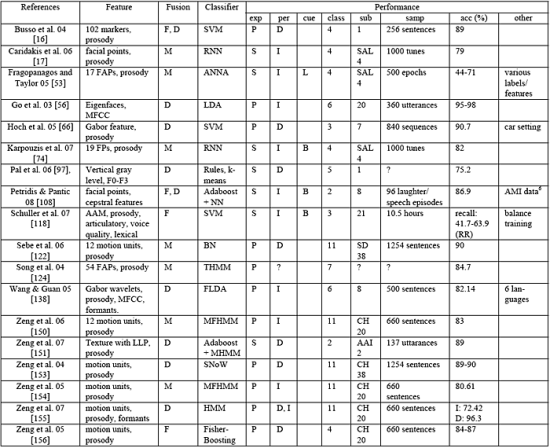 References Feature Fusion Classifier Performance
exp per cue class sub samp acc (%) other
Busso et al. 04 [16] 102 markers, prosody F, D SVM P D 4 1 256 sentences 89
Caridakis et al. 06 [17] facial points, prosody M RNN S I 4 SAL 4 1000 tunes 79
Fragopanagos and Taylor 05 [53] 17 FAPs, prosody M ANNA S I L 4 SAL 4 500 epochs 44-71 various labels/ features
Go et al. 03 [56] Eigenfaces, MFCC D LDA P I 6 20 360 utterances 95-98
Hoch et al. 05 [66] Gabor feature, prosody D SVM P D 3 7 840 sequences 90.7 car setting
Karpouzis et al. 07 [74] 19 FPs, prosody M RNN S I B 4 SAL 4 1000 tunes 82
Pal et al. 06 [97], Vertical gray level, F0-F3 D Rules, k-means S D 5 1 ? 75.2
Petridis & Pantic 08 [108] facial points, cepstral features F, D Adaboost + NN S I B 2 8 96 laughter/ speech episodes 86.9 AMI data6
Schuller et al. 07 [118] AAM, prosody, articulatory, voice quality, lexical F SVM S I B 3 21 10.5 hours recall: 41.7-63.9 (RR) balance training
Sebe et al. 06 [122] 12 motion units, prosody M BN P D 11 SD 38 1254 sentences 90
Song et al. 04 [124] 54 FAPs, prosody M THMM P ? 7 ? ? 84.7
Wang & Guan 05 [138] Gabor wavelets, prosody, MFCC, formants. D FLDA P I 6 8 500 sentences 82.14 6 lan-guages
Zeng et al. 06 [150] 12 motion units, prosody M MFHMM P I 11 CH 20 660 sentences 83
Zeng et al. 07 [151] Texture with LLP, prosody D Adaboost + MHMM S D 2 AAI 2 137 uttarances 89
Zeng et al. 04 [153] motion units, prosody D SNoW P D 11 CH 38 1254 sentences 89-90
Zeng et al. 05 [154] motion units, prosody M MFHMM P I 11 CH 20 660 sentences 80.61
Zeng et al. 07 [155] motion units, prosody, formants D HMM P D, I 11 CH 20 660 sentences I: 72.42 D: 96.3
Zeng et al. 05 [156] motion units, prosody F Fisher-Boosting P D 4 CH 20 660 sentences 84-87